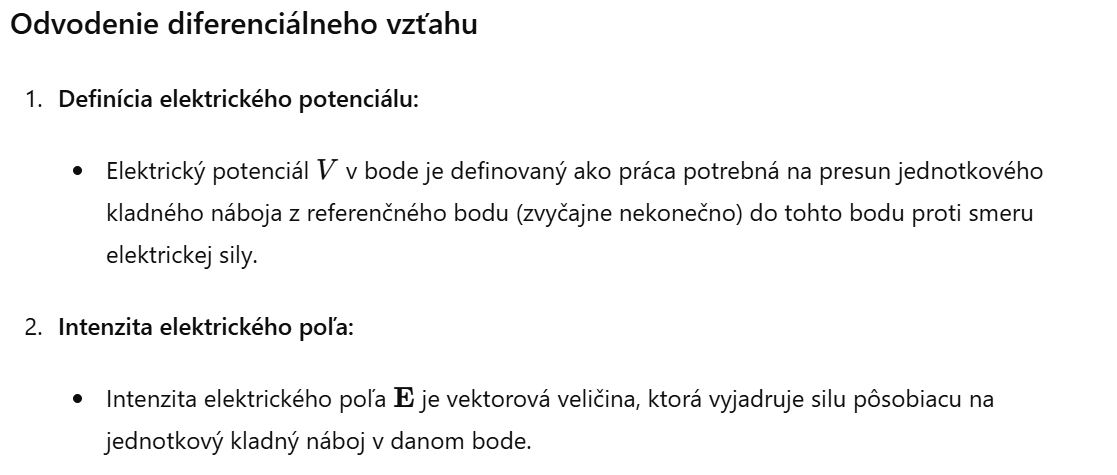 Odvodenie diferenciálneho vzťahu
1. Definícia elektrického potenciálu:
• Elektrický potenciál V v bode je definovaný ako práca potrebná na presun jednotkového
kladného náboja z referenčného bodu (zvyčajne nekonečno) do tohto bodu proti smeru
elektrickej sily.
2. Intenzita elektrického poľa:
• Intenzita elektrického poľa E je vektorová veličina, ktorá vyjadruje silu pôsobiacu na
jednotkový kladný náboj v danom bode.